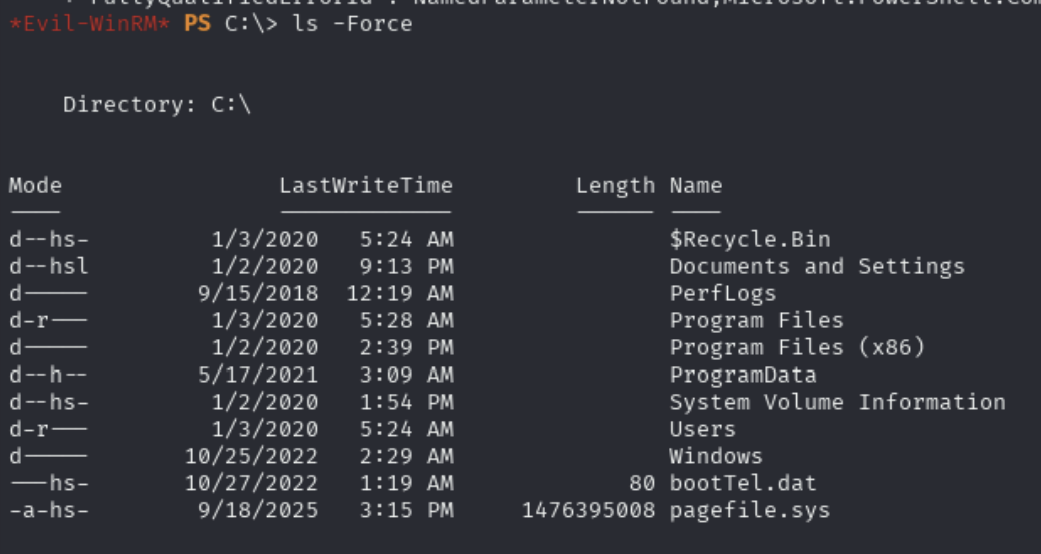 *Evil-WinRM* PS C:\> ls -Force
Directory: C:\
Mode LastWriteTime Length Name
---- ------------- ------ ----
d--hs- 1/3/2020 5:24 AM $Recycle.Bin
d--hsl 1/2/2020 9:13 PM Documents and Settings
d----- 9/15/2018 12:19 AM PerfLogs
d-r--- 1/3/2020 5:28 AM Program Files
d----- 1/2/2020 2:39 PM Program Files (x86)
d--h-- 5/17/2021 3:09 AM ProgramData
d--hs- 1/2/2020 1:54 PM System Volume Information
d-r--- 1/3/2020 5:24 AM Users
d----- 10/25/2022 2:29 AM Windows
---hs- 10/27/2022 1:19 AM 80 bootTel.dat
-a-hs- 9/18/2025 3:15 PM 1476395008 pagefile.sys